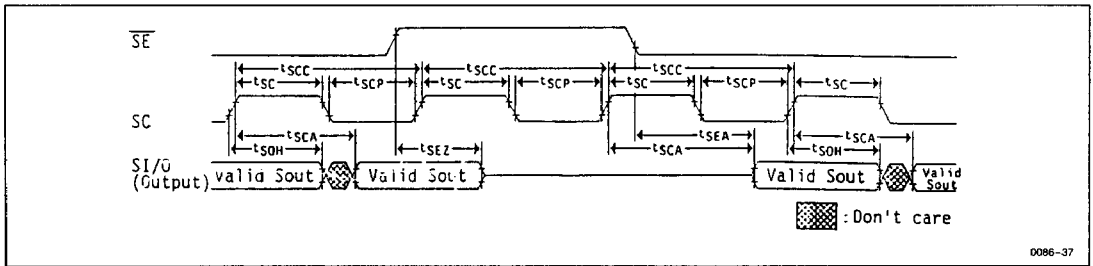 SE
tSCC tSCC tSCC
tSC tSCP tSC tSCP tSC tSCP tSC
SC
tSCA tSEA tSCA
tSOH tSEZ tSCA tSOH
SI/O
(Output)
Valid Sout Valid Sout Valid Sout Valid
Sout
:Don't care
0086-37